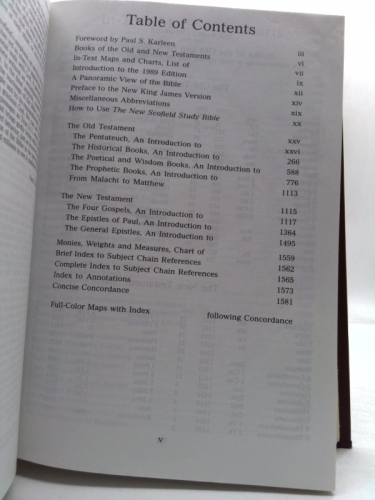 Table of Contents
Foreword by Paul S. Karleen iii
Books of the Old and New Testaments vi
In-Text Maps and Charts, List of vii
Introduction to the 1989 Edition ix
A Panoramic View of the Bible xii
Preface to the New King James Version xiv
Miscellaneous Abbreviations xix
How to Use The New Scofield Study Bible xx
The Old Testament xxv
The Pentateuch, An Introduction to xxvi
The Historical Books, An Introduction to 266
The Poetical and Wisdom Books, An Introduction to 588
The Prophetic Books, An Introduction to 776
From Malachi to Matthew 1113
The New Testament 1115
The Four Gospels, An Introduction to 1117
The Epistles of Paul, An Introduction to 1364
The General Epistles, An Introduction to 1495
Monies, Weights and Measures, Chart of 1559
Brief Index to Subject Chain References 1562
Complete Index to Subject Chain References 1565
Index to Annotations 1573
Concise Concordance 1581
Full-Color Maps with Index following Concordance
v